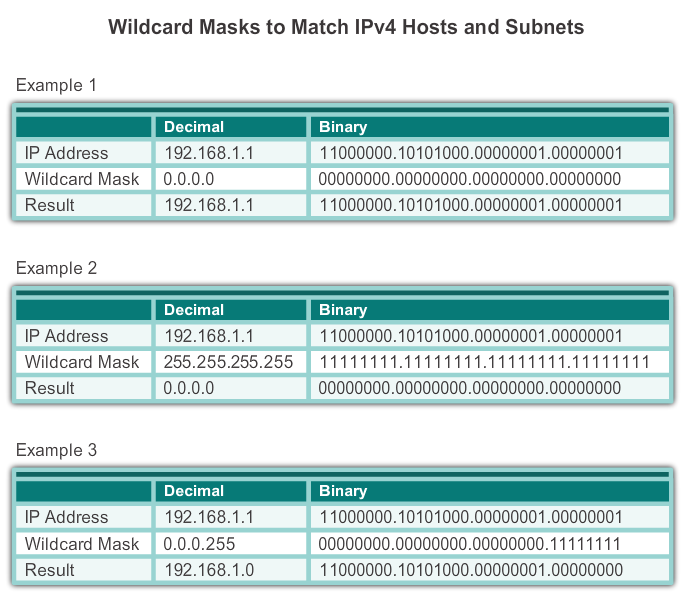 Wildcard Masks to Match IPv4 Hosts and Subnets
Example 1
Decimal Binary
IP Address 192.168.1.1 11000000.10101000.00000001.00000001
Wildcard Mask 0.0.0.0 00000000.00000000.00000000.00000000
Result 192.168.1.1 11000000.10101000.00000001.00000001
Example 2
Decimal Binary
IP Address 192.168.1.1 11000000.10101000.00000001.00000001
Wildcard Mask 255.255.255.255 11111111.11111111.11111111.11111111
Result 0.0.0.0 00000000.00000000.00000000.00000000
Example 3
Decimal Binary
IP Address 192.168.1.1 11000000.10101000.00000001.00000001
Wildcard Mask 0.0.0.255 00000000.00000000.00000000.11111111
Result 192.168.1.0 11000000.10101000.00000001.00000000